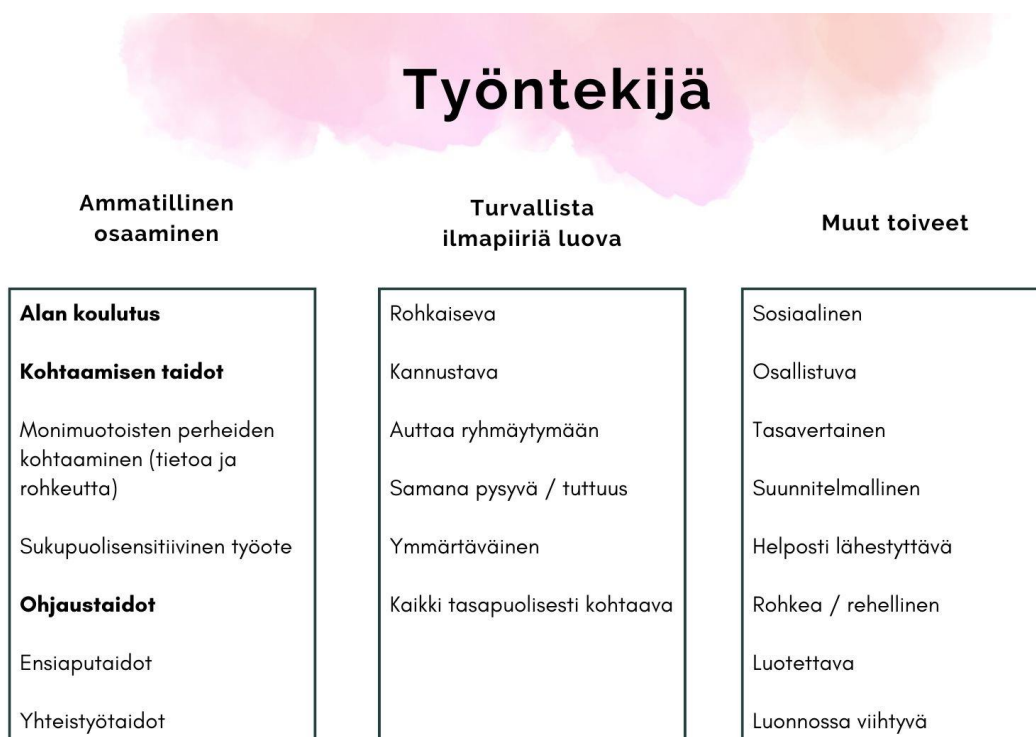 Työntekijä
Ammatillinen
osaaminen
Alan koulutus
Kohtaamisen taidot
Monimuotoisten perheiden
kohtaaminen (tietoa ja
rohkeutta)
Sukupuolisensitiivinen työote
Ohjaustaidot
Ensiaputaidot
Yhteistyötaidot
Turvallista
ilmapiiriä luova
Rohkaiseva
Kannustava
Auttaa ryhmäytymään
Samana pysyvä / tuttuus
Ymmärtäväinen
Kaikki tasapuolisesti kohtaava
Muut toiveet
Sosiaalinen
Osallistuva
Tasavertainen
Suunnitelmallinen
Helposti lähestyttävä
Rohkea / rehellinen
Luotettava
Luonnossa viihtyvä